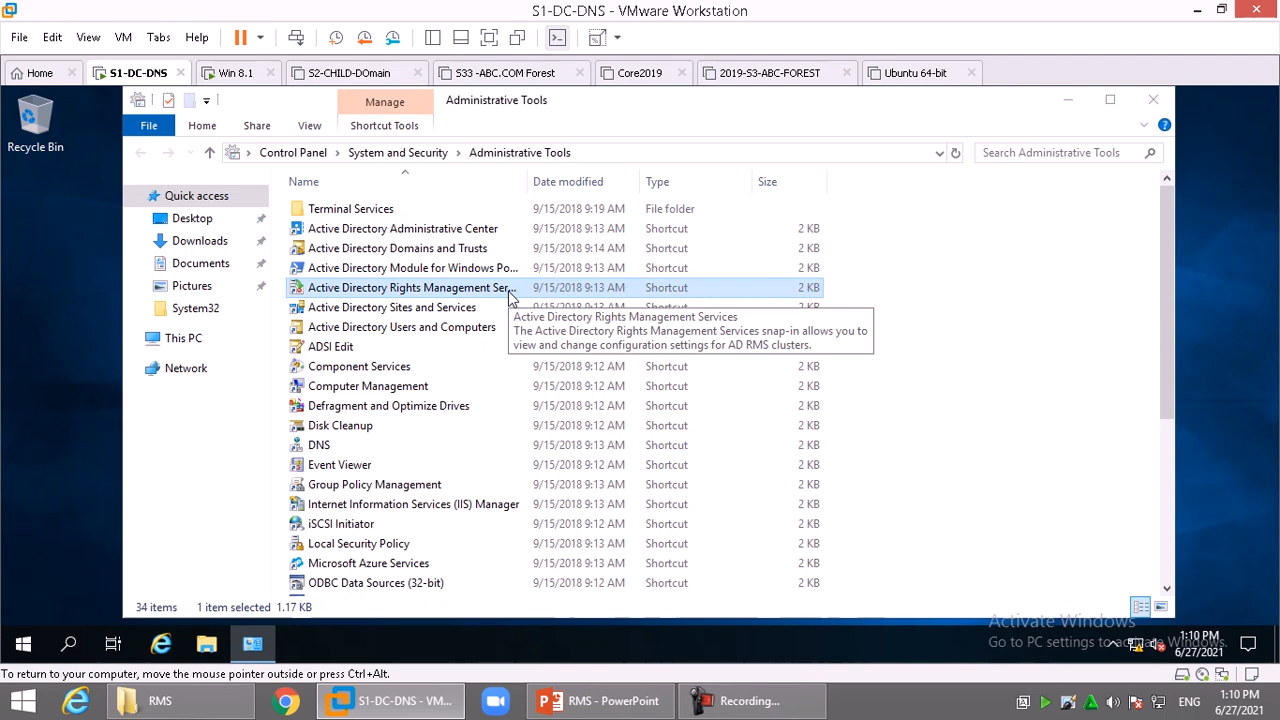 S1-DC-DNS - VMware Workstation
File Edit View VM Tabs Help
Home S1-DC-DNS Win 8.1 S2-CHILD-DOmain S33 -ABC.COM Forest Core2019 2019-S3-ABC-FOREST Ubuntu 64-bit
Recycle Bin
Manage Administrative Tools
File Home Share View Shortcut Tools
Control Panel System and Security Administrative Tools Search Administrative Tools
Name Date modified Type Size
Quick access
Desktop
Downloads
Documents
Pictures
System32
This PC
Network
Terminal Services 9/15/2018 9:19 AM File folder
Active Directory Administrative Center 9/15/2018 9:13 AM Shortcut 2 KB
Active Directory Domains and Trusts 9/15/2018 9:14 AM Shortcut 2 KB
Active Directory Module for Windows Po... 9/15/2018 9:13 AM Shortcut 2 KB
Active Directory Rights Management Ser... 9/15/2018 9:13 AM Shortcut 2 KB
Active Directory Sites and Services 9/15/2018 9:13 AM Shortcut 2 KB
Active Directory Users and Computers
Active Directory Rights Management Services
The Active Directory Rights Management Services snap-in allows you to
view and change configuration settings for AD RMS clusters.
ADSI Edit
Component Services 9/15/2018 9:12 AM Shortcut 2 KB
Computer Management 9/15/2018 9:12 AM Shortcut 2 KB
Defragment and Optimize Drives 9/15/2018 9:12 AM Shortcut 2 KB
Disk Cleanup 9/15/2018 9:12 AM Shortcut 2 KB
DNS 9/15/2018 9:12 AM Shortcut 2 KB
Event Viewer 9/15/2018 9:12 AM Shortcut 2 KB
Group Policy Management 9/15/2018 9:13 AM Shortcut 2 KB
Internet Information Services (IIS) Manager 9/15/2018 9:13 AM Shortcut 2 KB
iSCSI Initiator 9/15/2018 9:12 AM Shortcut 2 KB
Local Security Policy 9/15/2018 9:13 AM Shortcut 2 KB
Microsoft Azure Services 9/15/2018 9:13 AM Shortcut 2 KB
ODBC Data Sources (32-bit) 9/15/2018 9:12 AM Shortcut 2 KB
34 items 1 item selected 1.17 KB
Activate Windows
Go to PC settings to activate Windows.
1:10 PM
6/27/2021
To return to your computer, move the mouse pointer outside or press Ctrl+Alt.
RMS S1-DC-DNS - VM... RMS - PowerPoint Recording... ENG
1:10 PM
6/27/2021